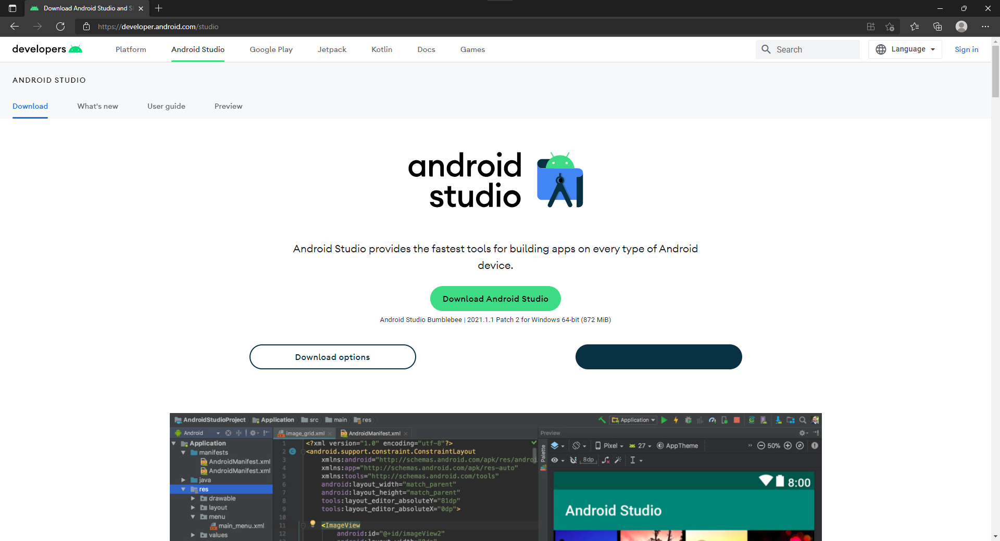 Download Android Studio and S
https://developer.android.com/studio
developers
Platform
Android Studio
Google Play
Jetpack
Kotlin
Docs
Games
Search
Language
Sign in
ANDROID STUDIO
Download
What's new
User guide
Preview
android
studio
Android Studio provides the fastest tools for building apps on every type of Android
device.
Download Android Studio
Android Studio Bumblebee | 2021.1.1 Patch 2 for Windows 64-bit (872 MiB)
Download options
AndroidStudioProject
Application
src
main
res
Application
Android
image_grid.xml
AndroidManifest.xml
Preview
Application
manifests
AndroidManifest.xml
AndroidManifest.xml
java
res
drawable
layout
menu
main_menu.xml
values
1 <?xml version="1.0" encoding="utf-8"?>
2 <android.support.constraint.ConstraintLayout
3 xmlns:android="http://schemas.android.com/apk/res/androi
4 xmlns:app="http://schemas.android.com/apk/res-auto"
5 xmlns:tools="http://schemas.android.com/tools"
6 android:layout_width="match_parent"
7 android:layout_height="match_parent"
8 tools:layout_editor_absoluteY="81dp"
9 tools:layout_editor_absoluteX="0dp">
10
11 <ImageView
12 android:id="@+id/imageView2"
Palette
Pixel
27
AppTheme
50%
8dp
8:00
Android Studio